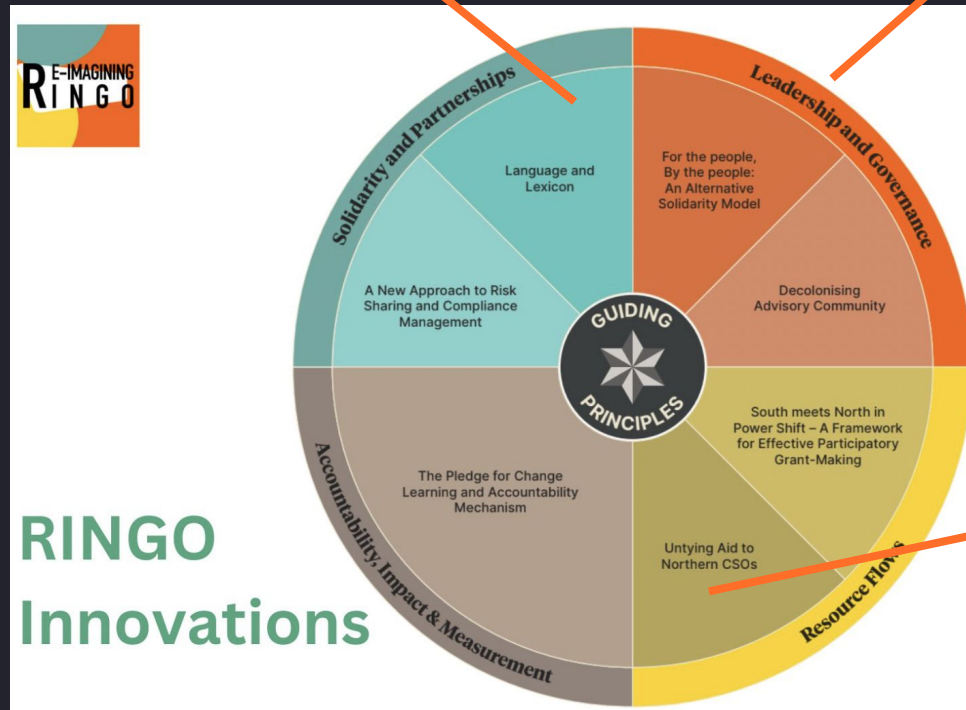 RE-IMAGINING
RINGO
Solidarity and Partnerships
Leadership and Governance
Language and
Lexicon
For the people,
By the people:
An Alternative
Solidarity Model
A New Approach to Risk
Sharing and Compliance
Management
Decolonising
Advisory Community
GUIDING
PRINCIPLES
South meets North in
Power Shift – A Framework
for Effective Participatory
Grant-Making
The Pledge for Change
Learning and Accountability
Mechanism
Untying Aid to
Northern CSOs
Accountability, Impact & Measurement
Resource Flows
RINGO
Innovations